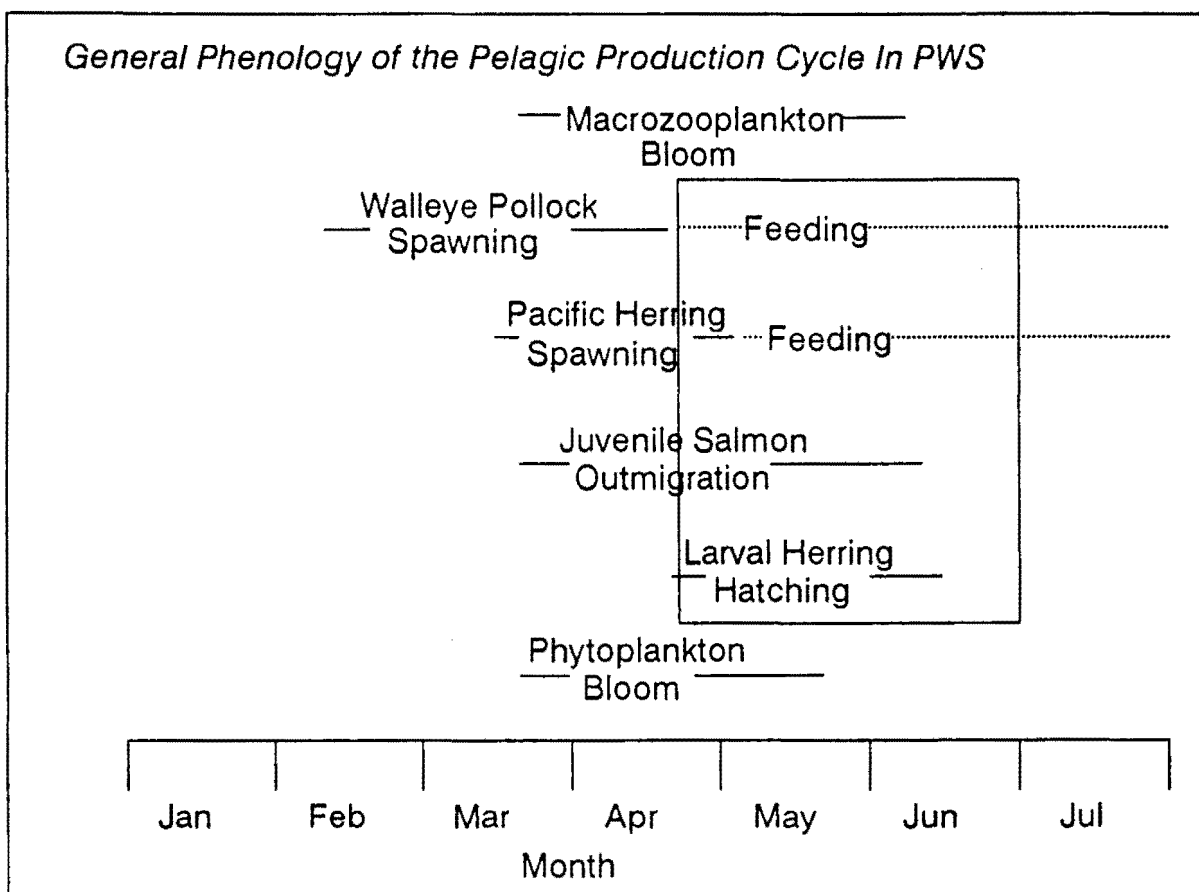 General Phenology of the Pelagic Production Cycle In PWS
Macrozooplankton
Bloom
Walleye Pollock
Spawning
Feeding
Pacific Herring
Spawning
Feeding
Juvenile Salmon
Outmigration
Larval Herring
Hatching
Phytoplankton
Bloom
Jan Feb Mar Apr May Jun Jul
Month